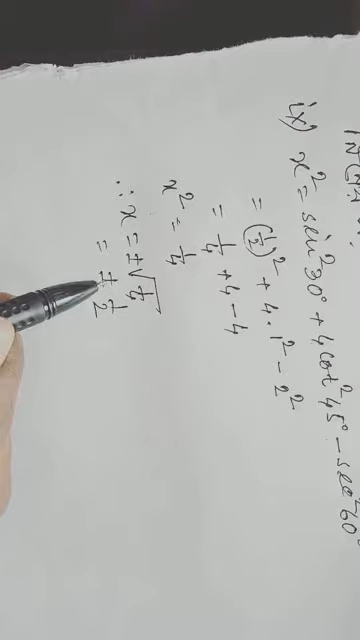 ix) x² = sin²30° + 4cot²45° - sec²60°
= (1/2)² + 4·1² - 2²
= 1/4 + 4 - 4
x² = 1/4
∴ x = ±√1/4
= ± 1/2